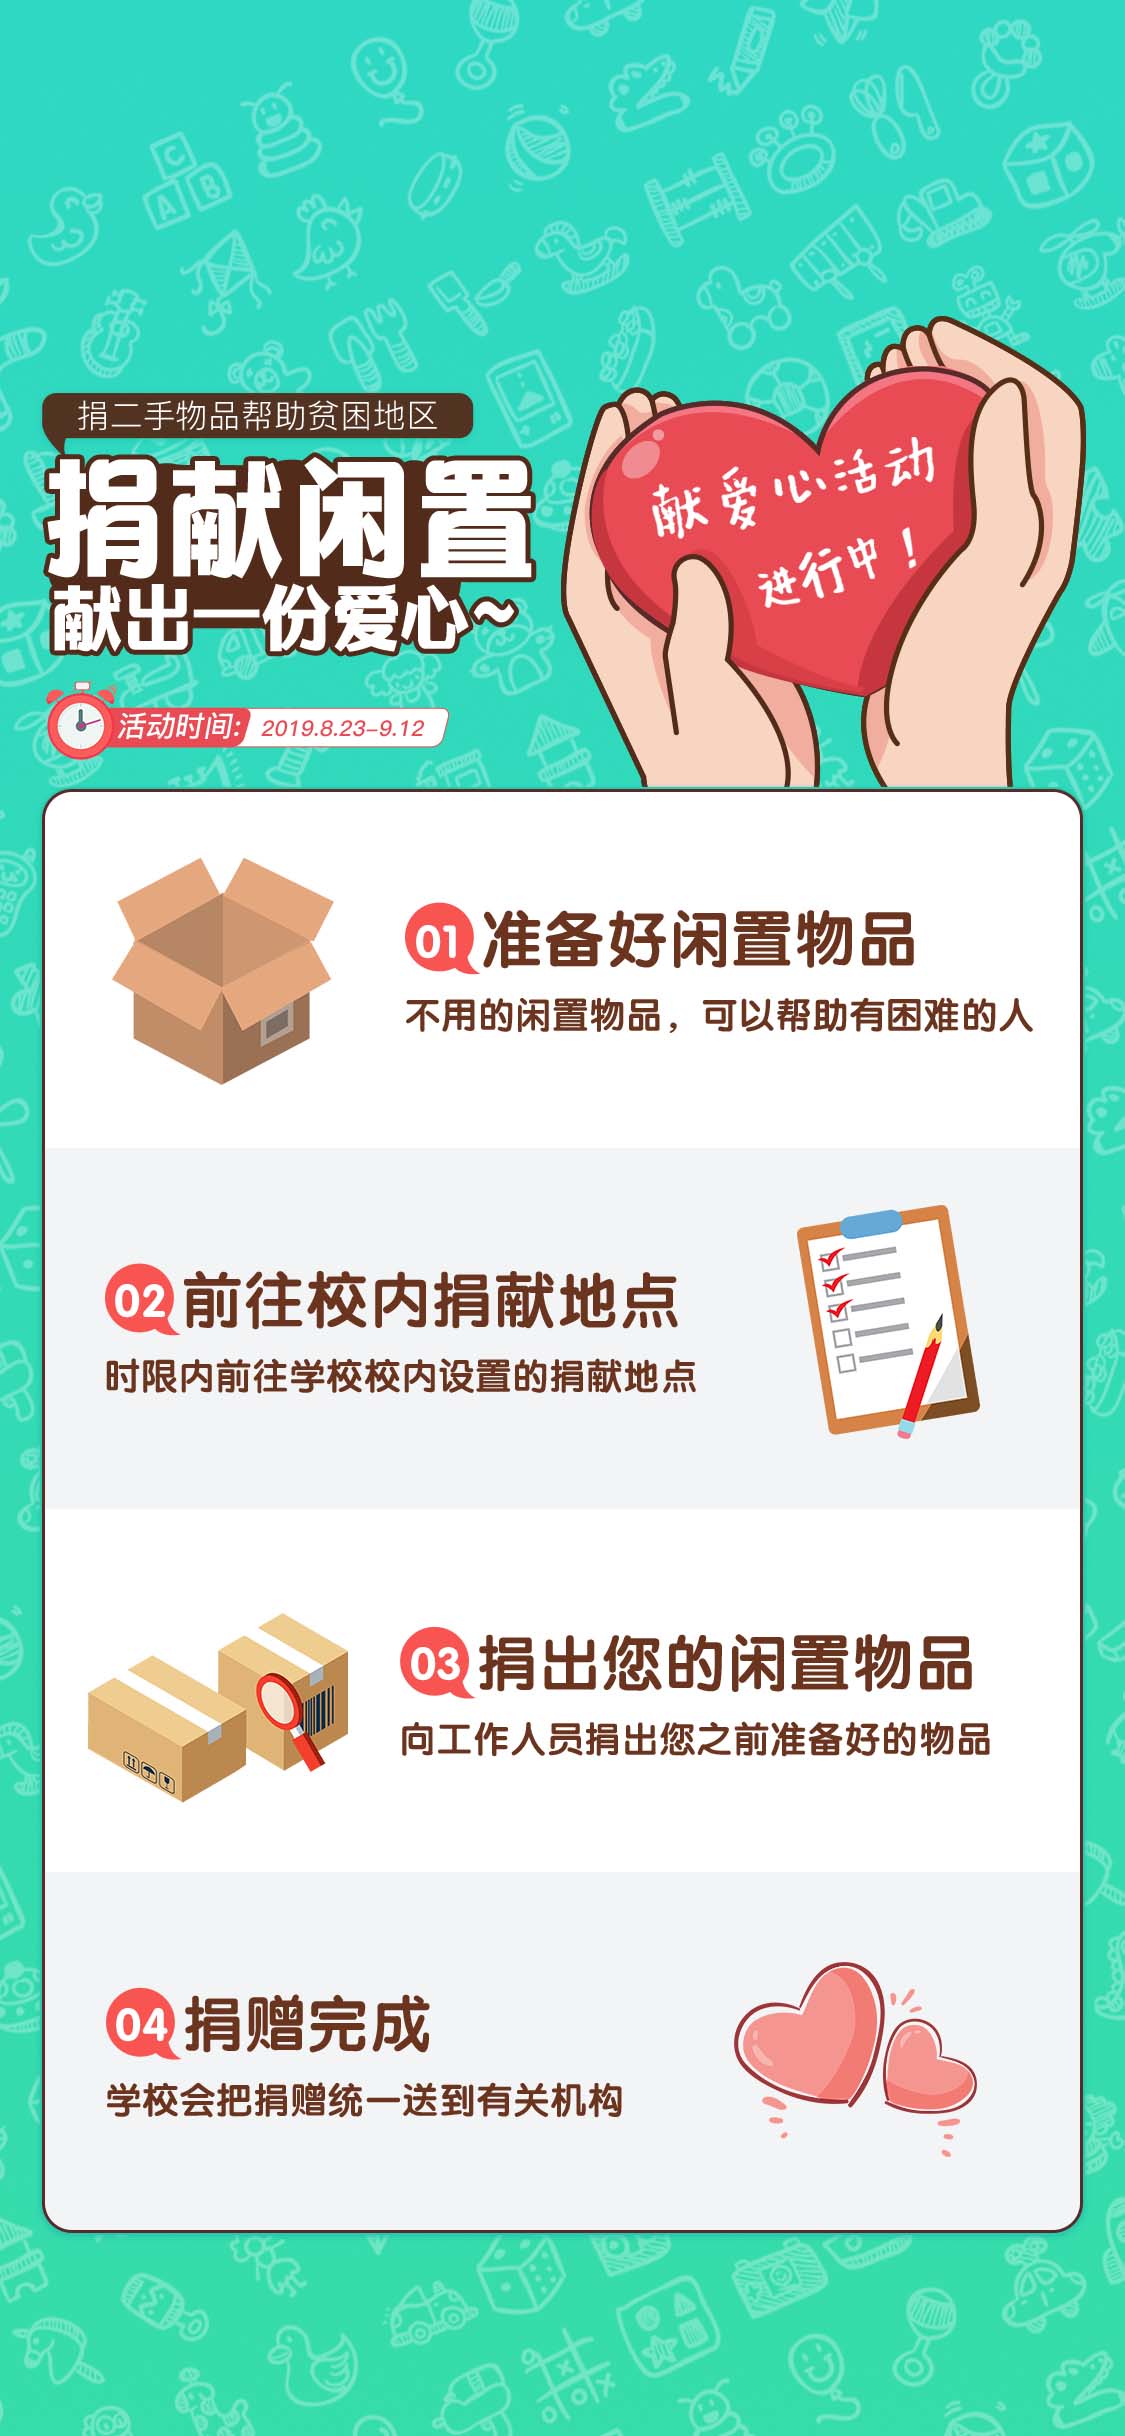 捐二手物品帮助贫困地区
捐献闲置
献出一份爱心~
献爱心活动
进行中！
活动时间: 2019.8.23-9.12
01 准备好闲置物品
不用的闲置物品，可以帮助有困难的人
02 前往校内捐献地点
时限内前往学校校内设置的捐献地点
03 捐出您的闲置物品
向工作人员捐出您之前准备好的物品
04 捐赠完成
学校会把捐赠统一送到有关机构
C
A B